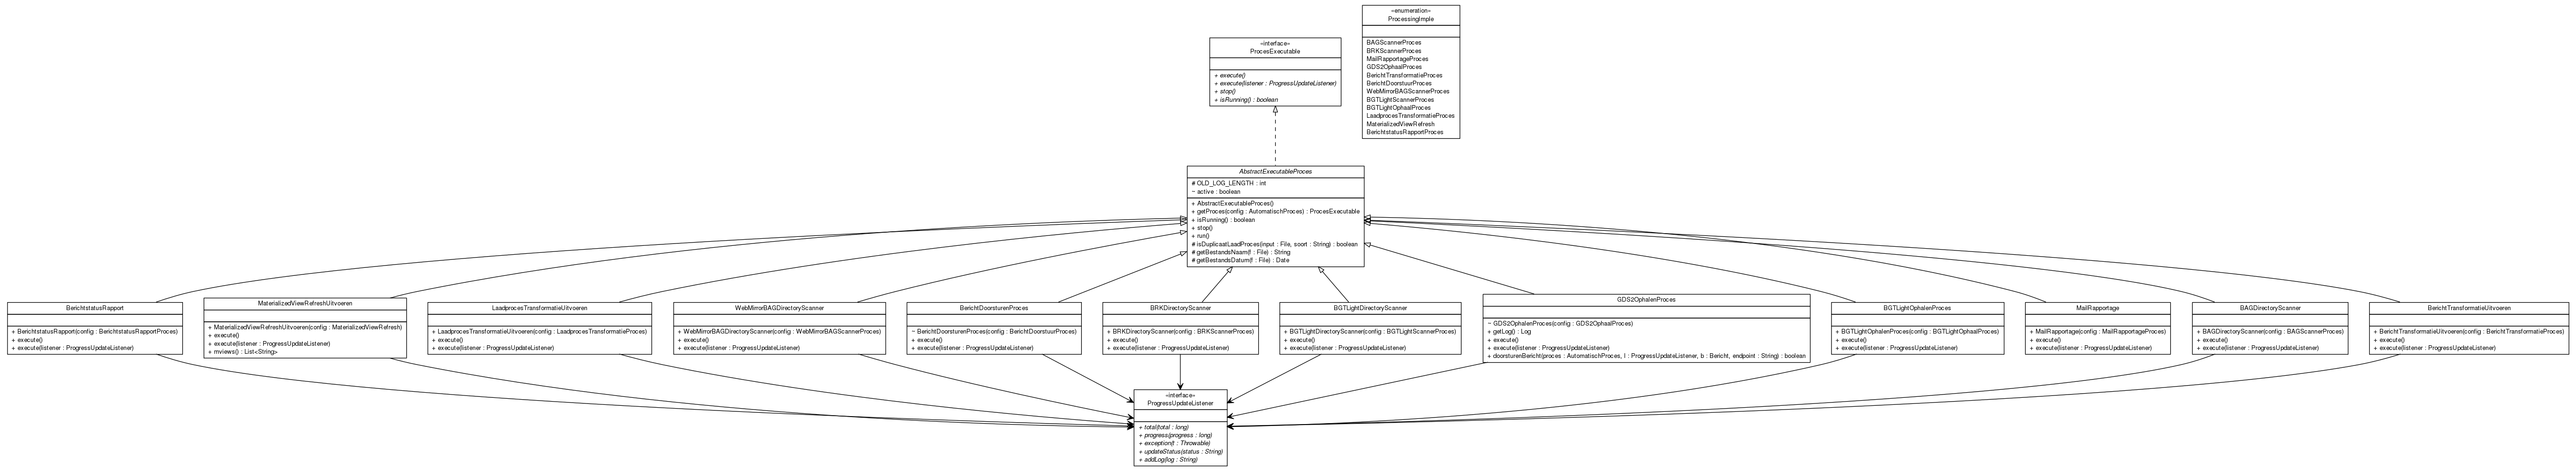 «enumeration»
ProcessingImple
BAGScannerProces
BRKScannerProces
MailRapportageProces
GDS2OphaalProces
BerichtTransformatieProces
BerichtDoorstuurProces
WebMirrorBAGScannerProces
BGTLightScannerProces
BGTLightOphaalProces
LaadprocesTransformatieProces
MaterializedViewRefresh
BerichtstatusRapportProces
«interface»
ProcesExecutable
+ execute()
+ execute(listener : ProgressUpdateListener)
+ stop()
+ isRunning() : boolean
AbstractExecutableProces
# OLD_LOG_LENGTH : int
~ active : boolean
+ AbstractExecutableProces()
+ getProces(config : AutomatischProces) : ProcesExecutable
+ isRunning() : boolean
+ stop()
+ run()
# isDuplicaatLaadProces(input : File, soort : String) : boolean
# getBestandsNaam(f : File) : String
# getBestandsDatum(f : File) : Date
BerichtstatusRapport
+ BerichtstatusRapport(config : BerichtstatusRapportProces)
+ execute()
+ execute(listener : ProgressUpdateListener)
MaterializedViewRefreshUitvoeren
+ MaterializedViewRefreshUitvoeren(config : MaterializedViewRefresh)
+ execute()
+ execute(listener : ProgressUpdateListener)
+ mviews() : List<String>
LaadprocesTransformatieUitvoeren
+ LaadprocesTransformatieUitvoeren(config : LaadprocesTransformatieProces)
+ execute()
+ execute(listener : ProgressUpdateListener)
WebMirrorBAGDirectoryScanner
+ WebMirrorBAGDirectoryScanner(config : WebMirrorBAGScannerProces)
+ execute()
+ execute(listener : ProgressUpdateListener)
BerichtDoorsturenProces
~ BerichtDoorsturenProces(config : BerichtDoorstuurProces)
+ execute()
+ execute(listener : ProgressUpdateListener)
BRKDirectoryScanner
+ BRKDirectoryScanner(config : BRKScannerProces)
+ execute()
+ execute(listener : ProgressUpdateListener)
BGTLightDirectoryScanner
+ BGTLightDirectoryScanner(config : BGTLightScannerProces)
+ execute()
+ execute(listener : ProgressUpdateListener)
GDS2OphalenProces
~ GDS2OphalenProces(config : GDS2OphaalProces)
+ getLog() : Log
+ execute()
+ execute(listener : ProgressUpdateListener)
+ doorsturenBericht(proces : AutomatischProces, l : ProgressUpdateListener, b : Bericht, endpoint : String) : boolean
BGTLightOphalenProces
+ BGTLightOphalenProces(config : BGTLightOphaalProces)
+ execute()
+ execute(listener : ProgressUpdateListener)
MailRapportage
+ MailRapportage(config : MailRapportageProces)
+ execute()
+ execute(listener : ProgressUpdateListener)
BAGDirectoryScanner
+ BAGDirectoryScanner(config : BAGScannerProces)
+ execute()
+ execute(listener : ProgressUpdateListener)
BerichtTransformatieUitvoeren
+ BerichtTransformatieUitvoeren(config : BerichtTransformatieProces)
+ execute()
+ execute(listener : ProgressUpdateListener)
«interface»
ProgressUpdateListener
+ total(total : long)
+ progress(progress : long)
+ exception(t : Throwable)
+ updateStatus(status : String)
+ addLog(log : String)